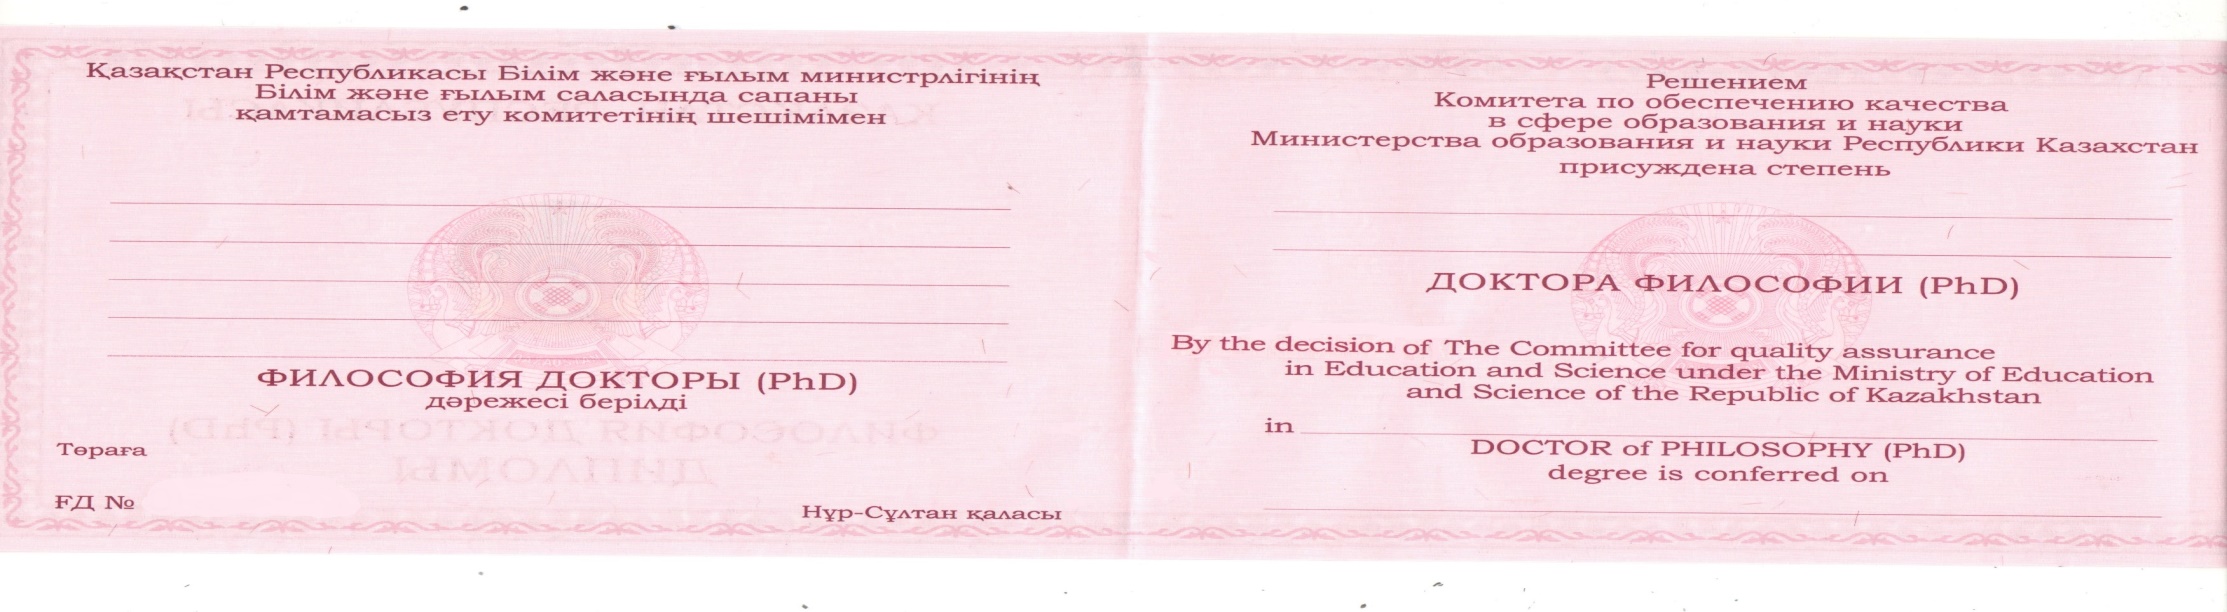 Қазақстан Республикасы Білім және ғылым министрлігінің
Білім және ғылым саласында сапаны
қамтамасыз ету комитетінің шешімімен
ФИЛОСОФИЯ ДОКТОРЫ (PhD)
дәрежесі берілді
Төраға
ҒД №
Нұр-Сұлтан қаласы
Решением
Комитета по обеспечению качества
в сфере образования и науки
Министерства образования и науки Республики Казахстан
присуждена степень
ДОКТОРА ФИЛОСОФИИ (PhD)
By the decision of The Committee for quality assurance
in Education and Science under the Ministry of Education
and Science of the Republic of Kazakhstan
in
DOCTOR of PHILOSOPHY (PhD)
degree is conferred on